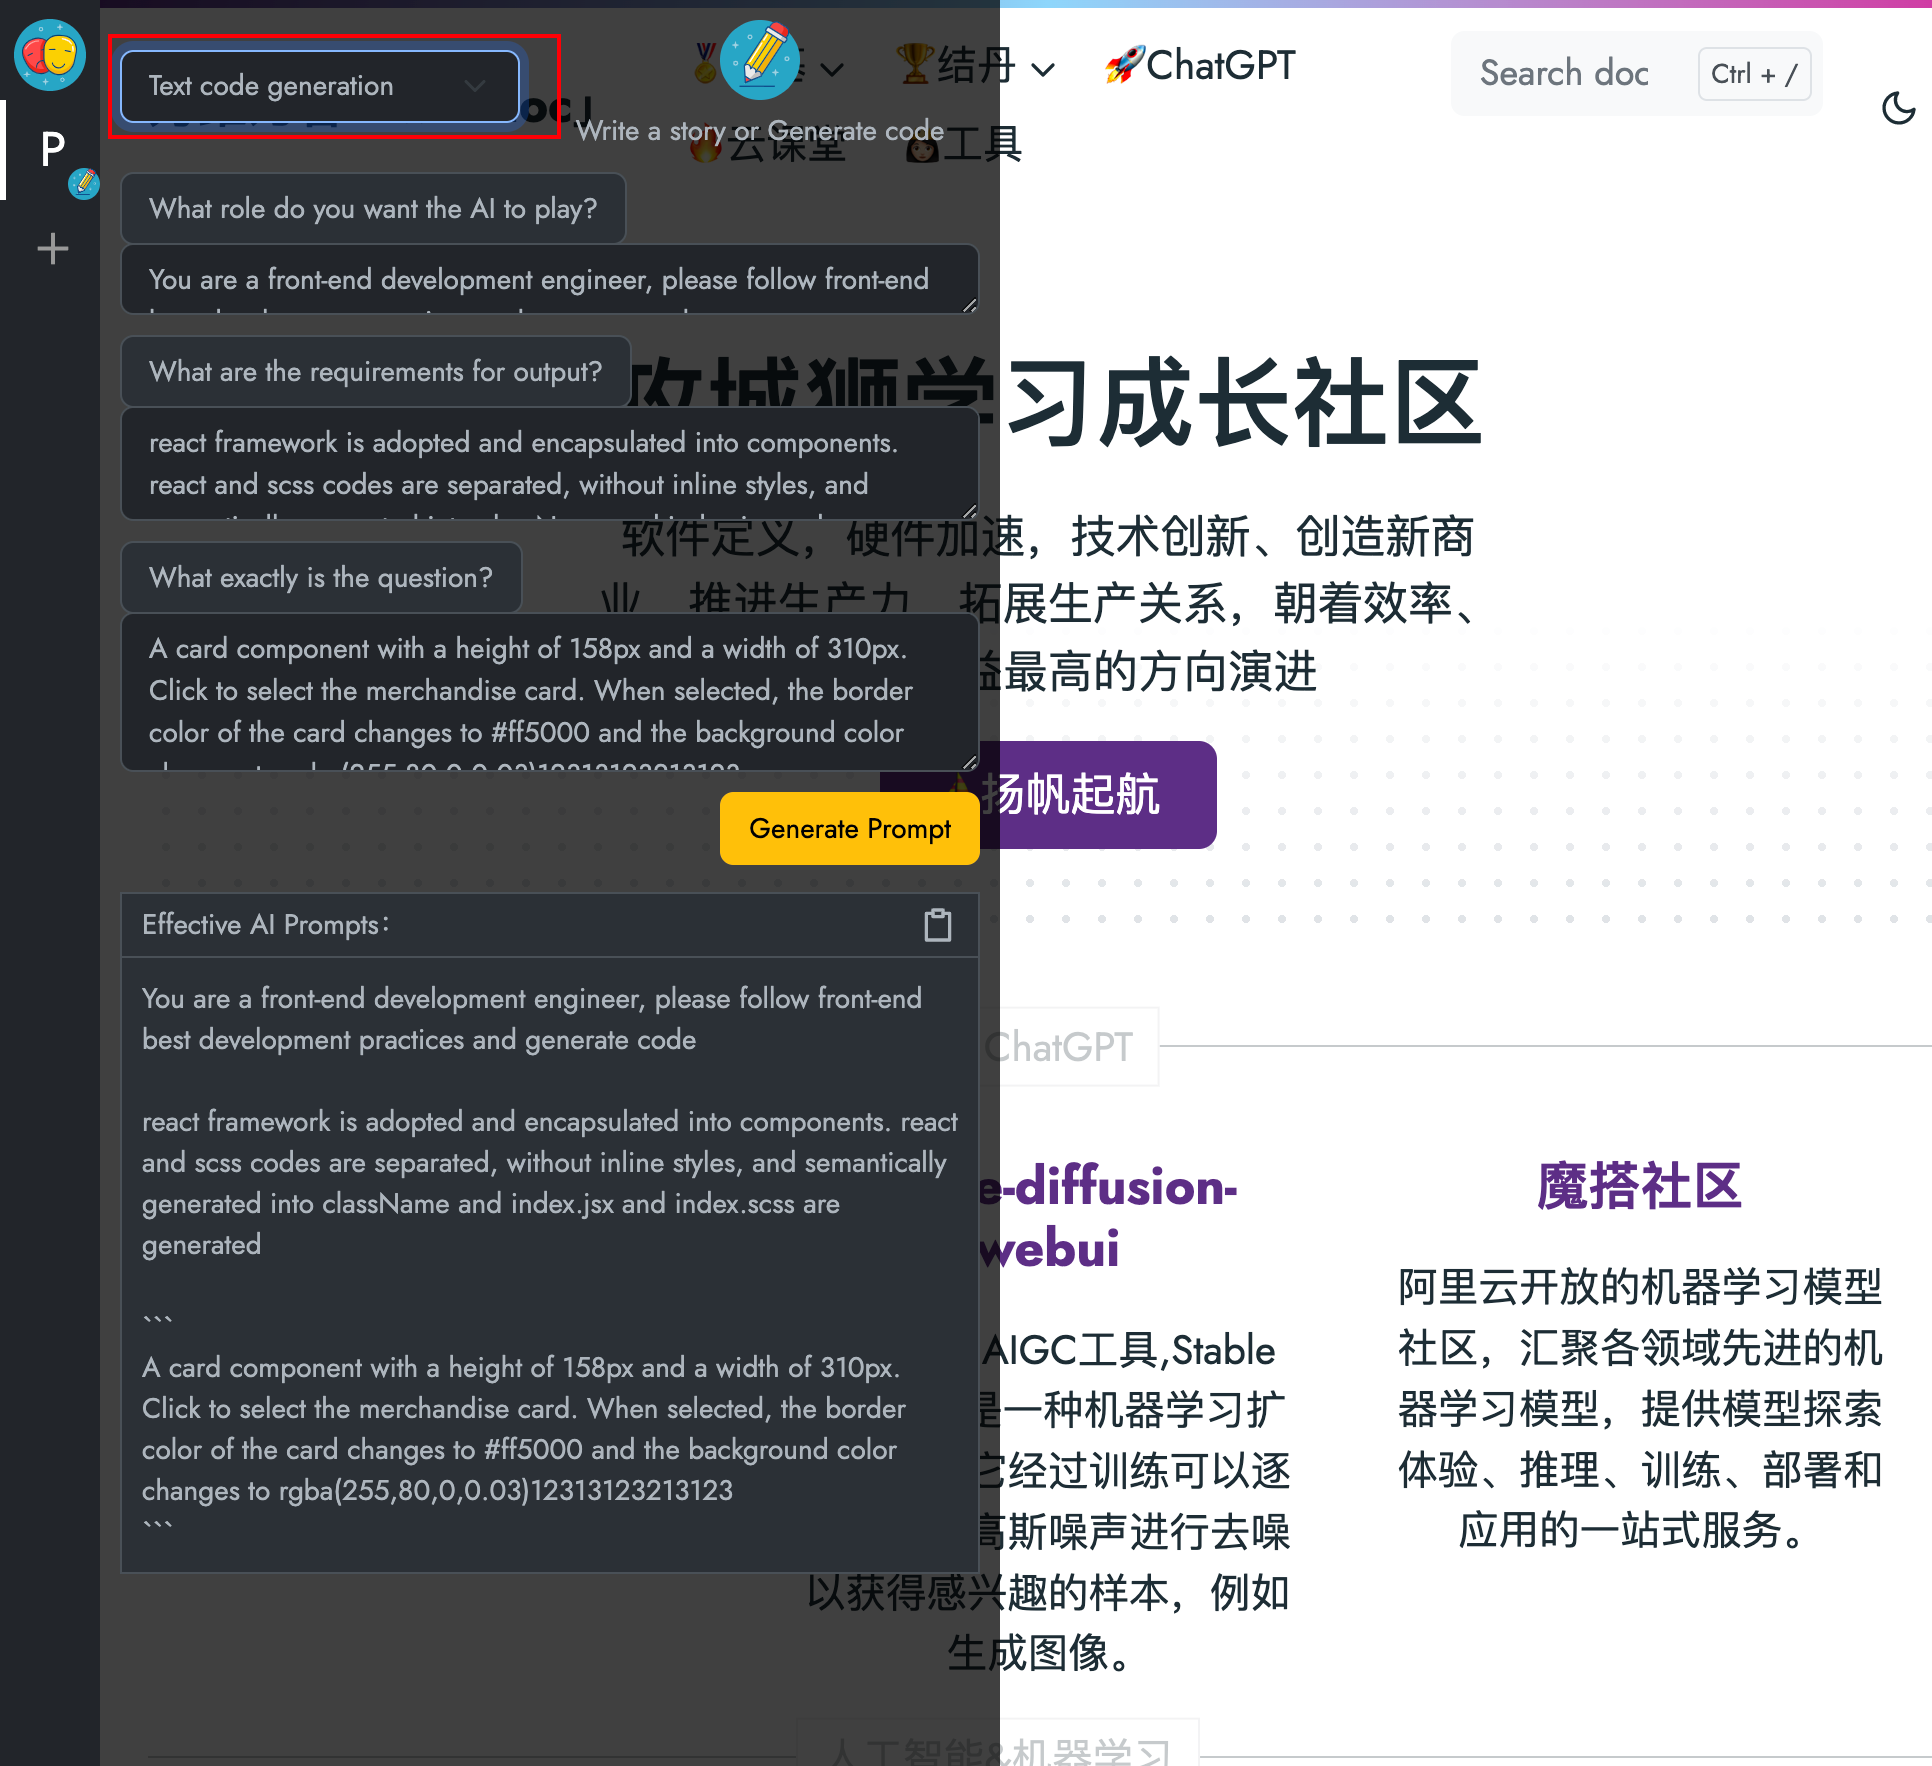 Text code generation
P
Write a story or Generate code
结丹
🚀ChatGPT
云课堂
工具
Search doc
Ctrl + /
What role do you want the AI to play?
You are a front-end development engineer, please follow front-end
What are the requirements for output?
react framework is adopted and encapsulated into components.
react and scss codes are separated, without inline styles, and
What exactly is the question?
A card component with a height of 158px and a width of 310px.
Click to select the merchandise card. When selected, the border
color of the card changes to #ff5000 and the background color
Generate Prompt
攻城狮学习成长社区
软件定义，硬件加速，技术创新、创造新商
业，推进生产力，拓展生产关系，朝着效率、
益最高的方向演进
扬帆起航
Effective AI Prompts：
You are a front-end development engineer, please follow front-end
best development practices and generate code
react framework is adopted and encapsulated into components. react
and scss codes are separated, without inline styles, and semantically
generated into className and index.jsx and index.scss are
generated
```
A card component with a height of 158px and a width of 310px.
Click to select the merchandise card. When selected, the border
color of the card changes to #ff5000 and the background color
changes to rgba(255,80,0,0.03)12313123213123
```
ChatGPT
e-diffusion-
webui
AIGC工具,Stable
是一种机器学习扩
它经过训练可以逐
高斯噪声进行去噪
以获得感兴趣的样本，例如
生成图像。
魔搭社区
阿里云开放的机器学习模型
社区，汇聚各领域先进的机
器学习模型，提供模型探索
体验、推理、训练、部署和
应用的一站式服务。
人工智能&机器学习